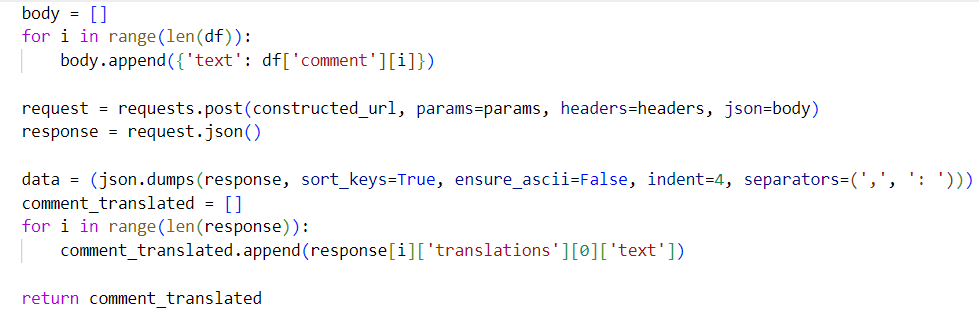 body = []
for i in range(len(df)):
    body.append({'text': df['comment'][i]})
request = requests.post(constructed_url, params=params, headers=headers, json=body)
response = request.json()
data = (json.dumps(response, sort_keys=True, ensure_ascii=False, indent=4, separators=(',', ': ')))
comment_translated = []
for i in range(len(response)):
    comment_translated.append(response[i]['translations'][0]['text'])
return comment_translated